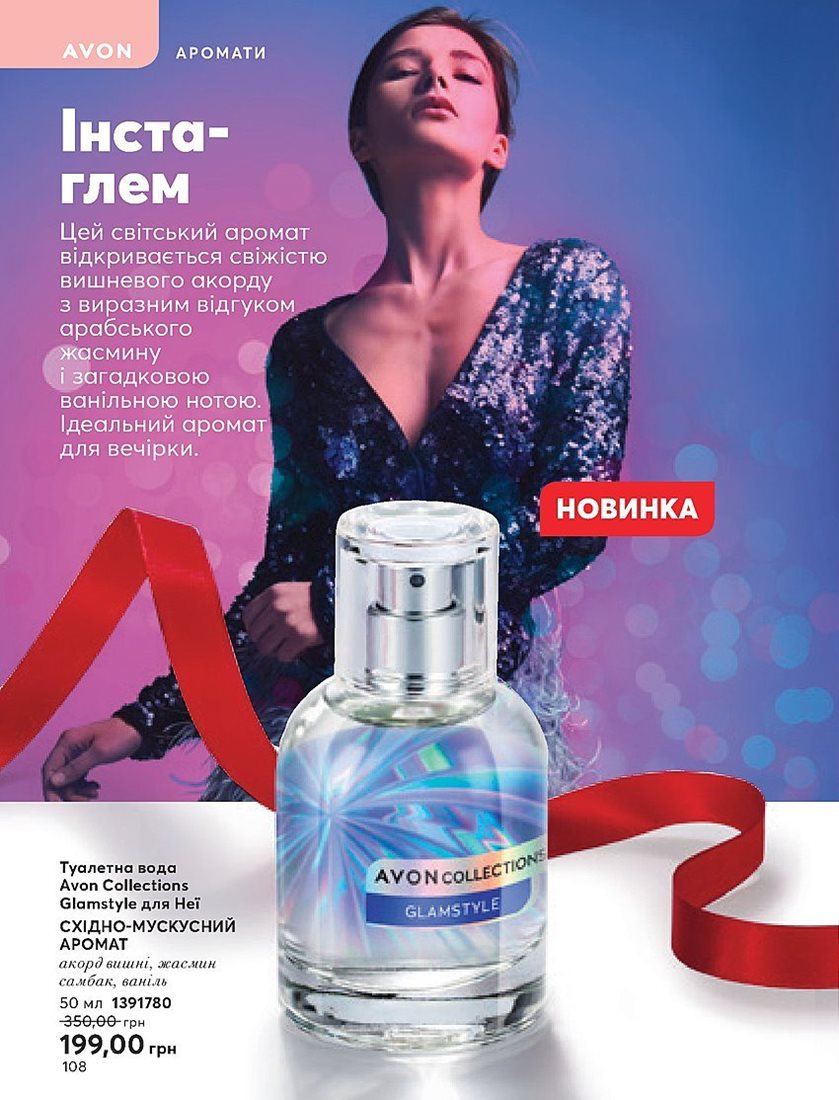 AVON АРОМАТИ
Інста-
глем
Цей світський аромат
відкривається свіжістю
вишневого акорду
з виразним відгуком
арабського
жасмину
і загадковою
ванільною нотою.
Ідеальний аромат
для вечірки.
НОВИНКА
AVON COLLECTIONS
GLAMSTYLE
Туалетна вода
Avon Collections
Glamstyle для Неї
СХІДНО-МУСКУСНИЙ
АРОМАТ
акорд вишні, жасмин
самбак, ваніль
50 мл 1391780
350,00 грн
199,00 грн
108